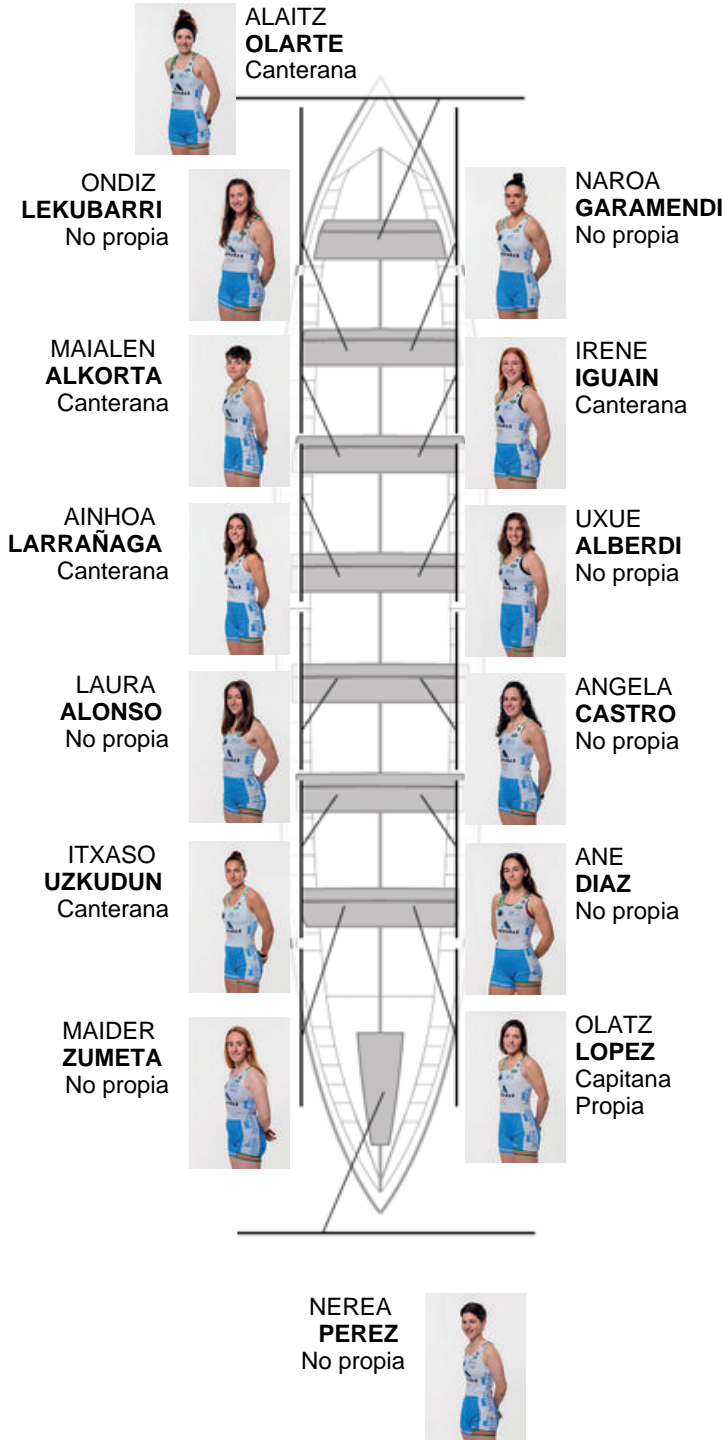 ALAITZ
OLARTE
Canterana
ONDIZ
LEKUBARRI
No propia
NAROA
GARAMENDI
No propia
MAIALEN
ALKORTA
Canterana
IRENE
IGUAIN
Canterana
AINHOA
LARRAÑAGA
Canterana
UXUE
ALBERDI
No propia
LAURA
ALONSO
No propia
ANGELA
CASTRO
No propia
ITXASO
UZKUDUN
Canterana
ANE
DIAZ
No propia
MAIDER
ZUMETA
No propia
OLATZ
LOPEZ
Capitana
Propia
NEREA
PEREZ
No propia